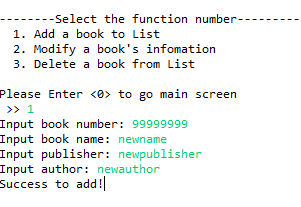 --------Select the function number---------
1. Add a book to List
2. Modify a book's infomation
3. Delete a book from List
Please Enter <0> to go main screen
>> 1
Input book number: 99999999
Input book name: newname
Input publisher: newpublisher
Input author: newauthor
Success to add!